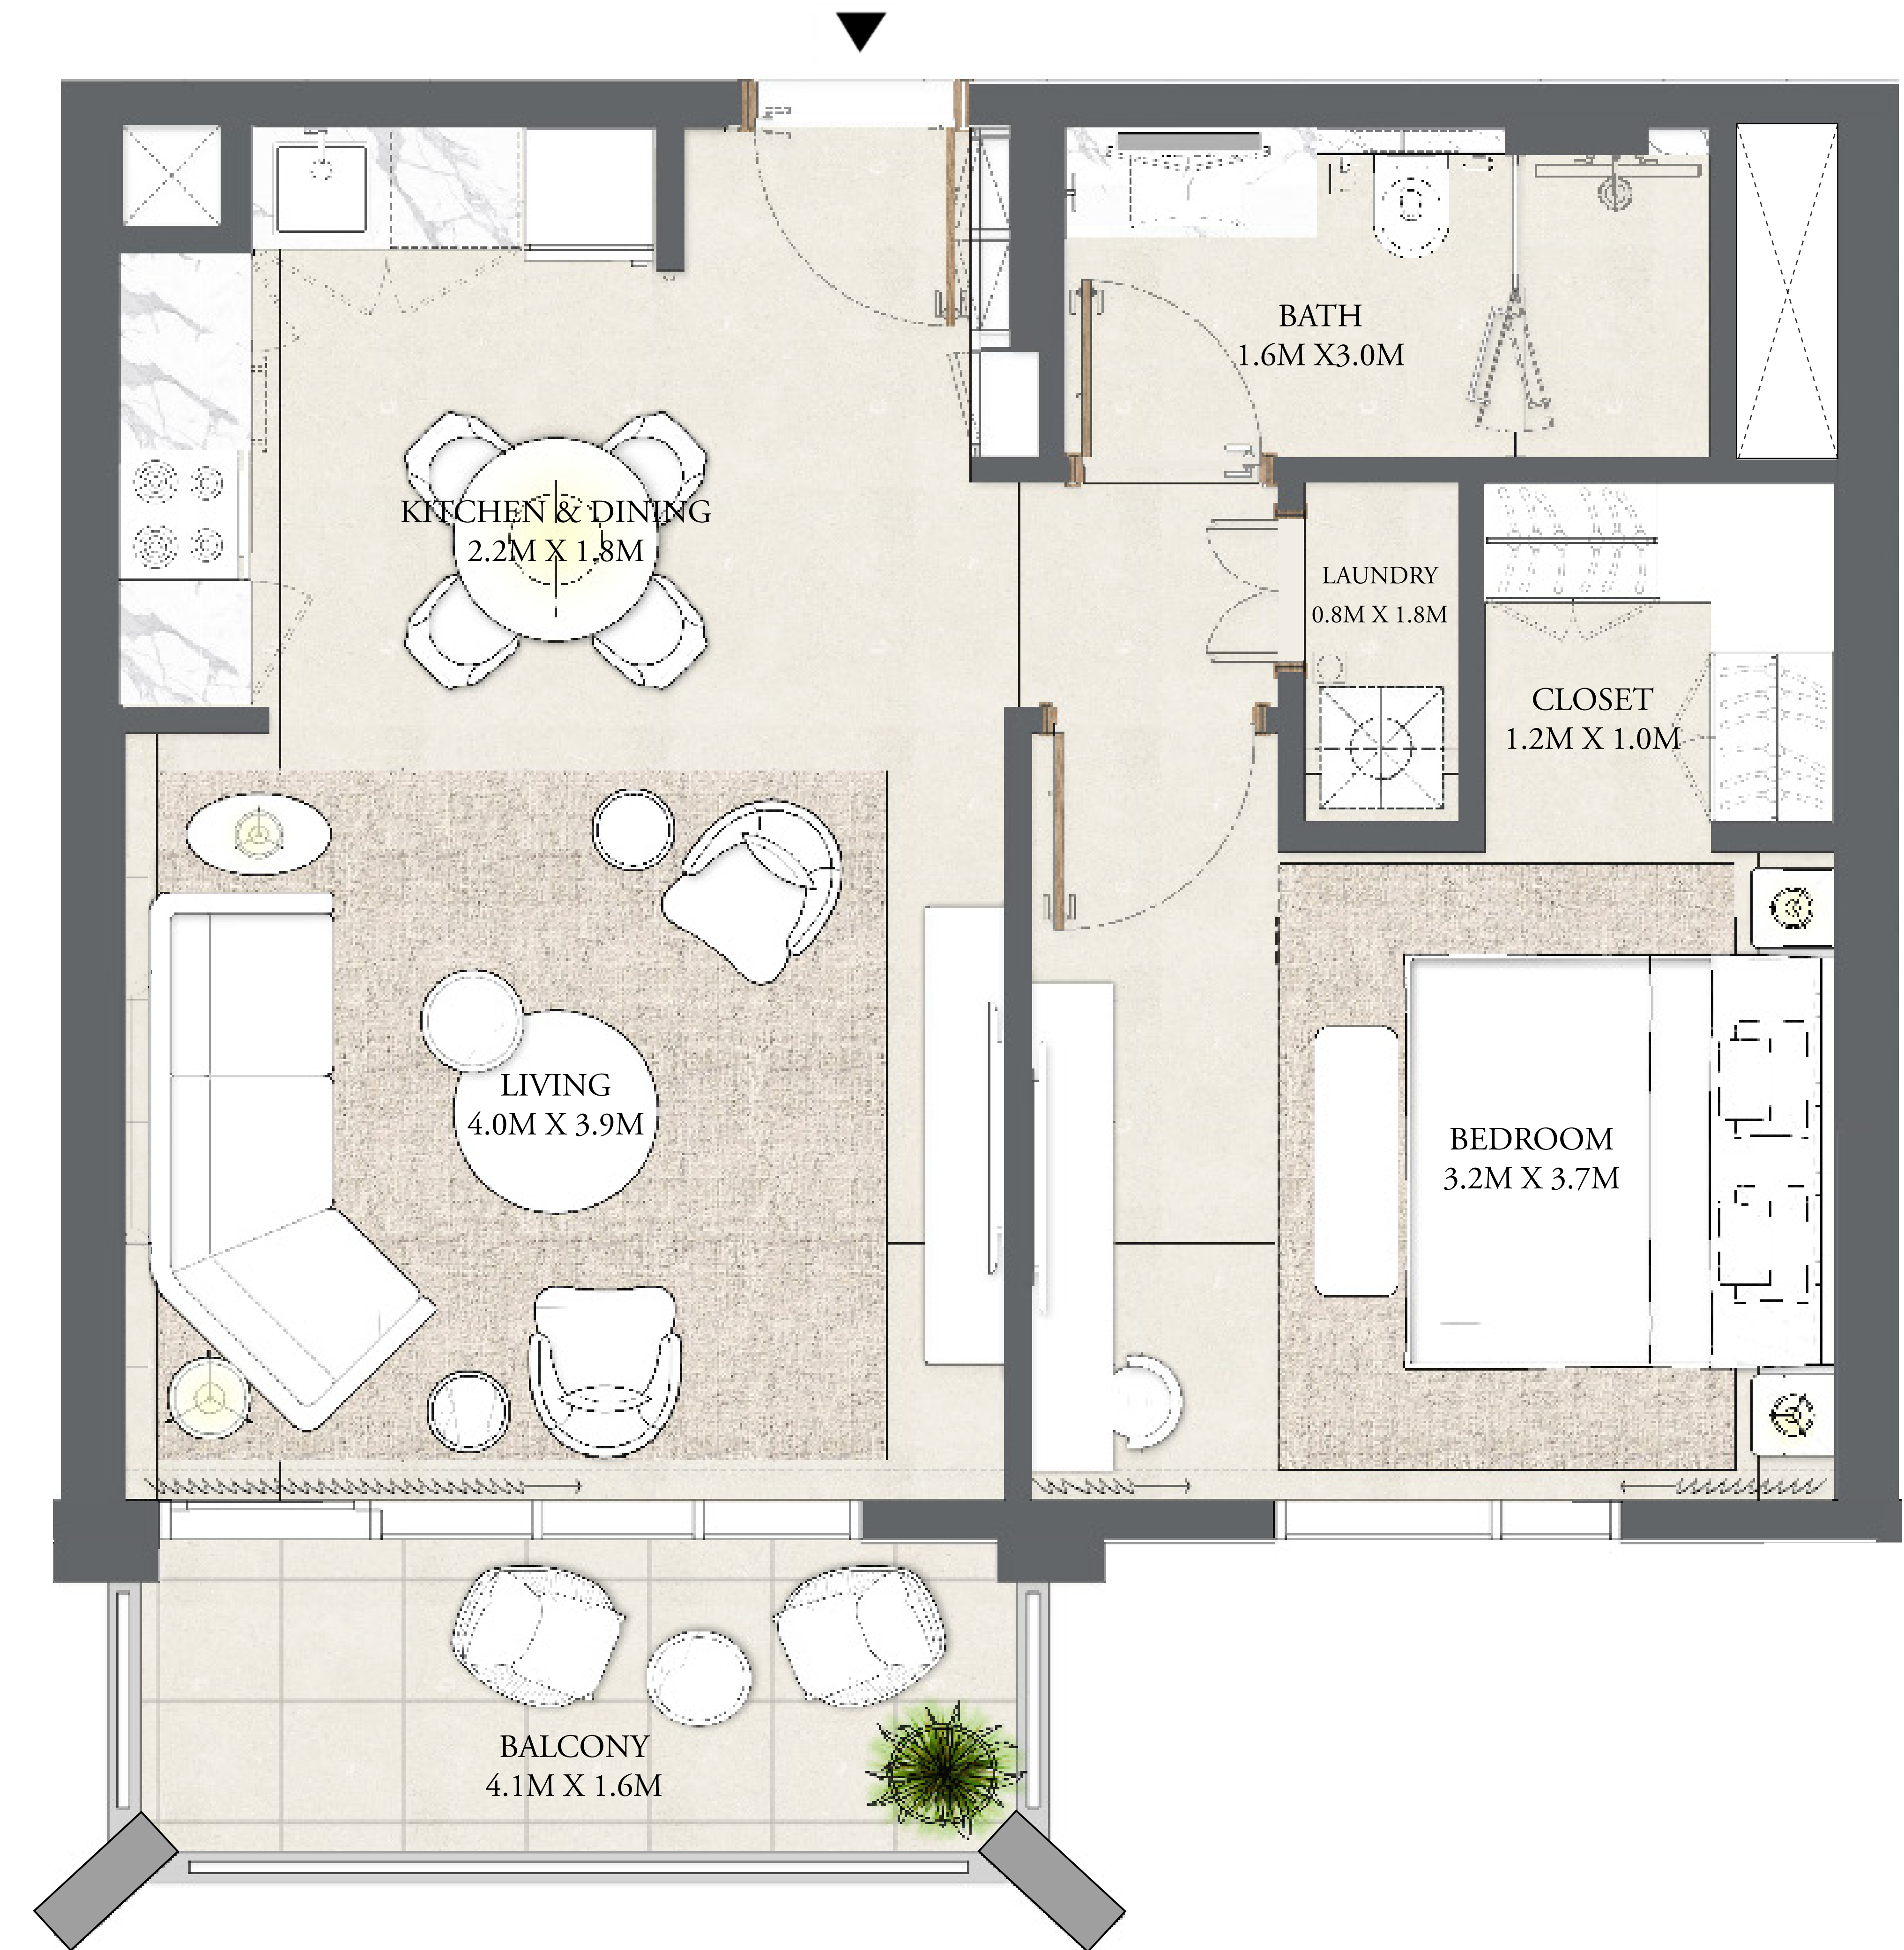 BATH
1.6M X3.0M
KITCHEN & DINING
2.2M X 1.8M
LAUNDRY
0.8M X 1.8M
CLOSET
1.2M X 1.0M
LIVING
4.0M X 3.9M
BEDROOM
3.2M X 3.7M
BALCONY
4.1M X 1.6M